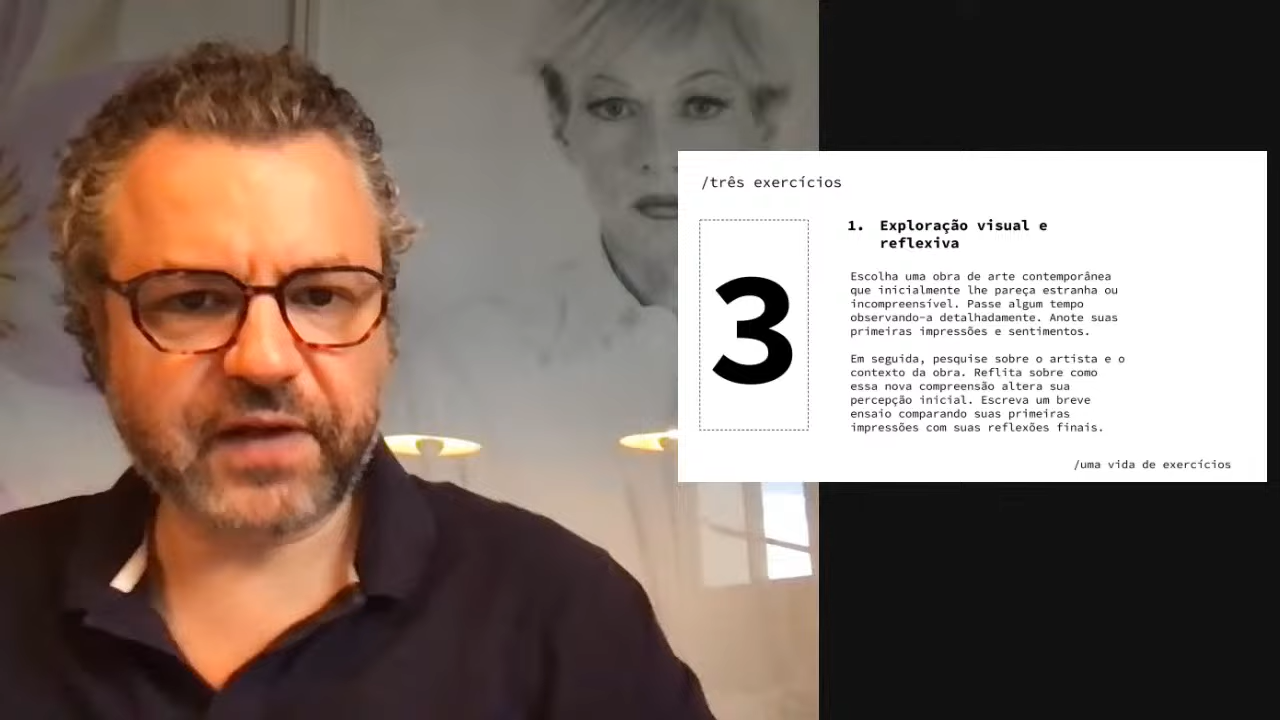 /três exercícios
3
1. Exploração visual e
reflexiva
Escolha uma obra de arte contemporânea
que inicialmente lhe pareça estranha ou
incompreensível. Passe algum tempo
observando-a detalhadamente. Anote suas
primeiras impressões e sentimentos.
Em seguida, pesquise sobre o artista e o
contexto da obra. Reflita sobre como
essa nova compreensão altera sua
percepção inicial. Escreva um breve
ensaio comparando suas primeiras
impressões com suas reflexões finais.
/uma vida de exercícios